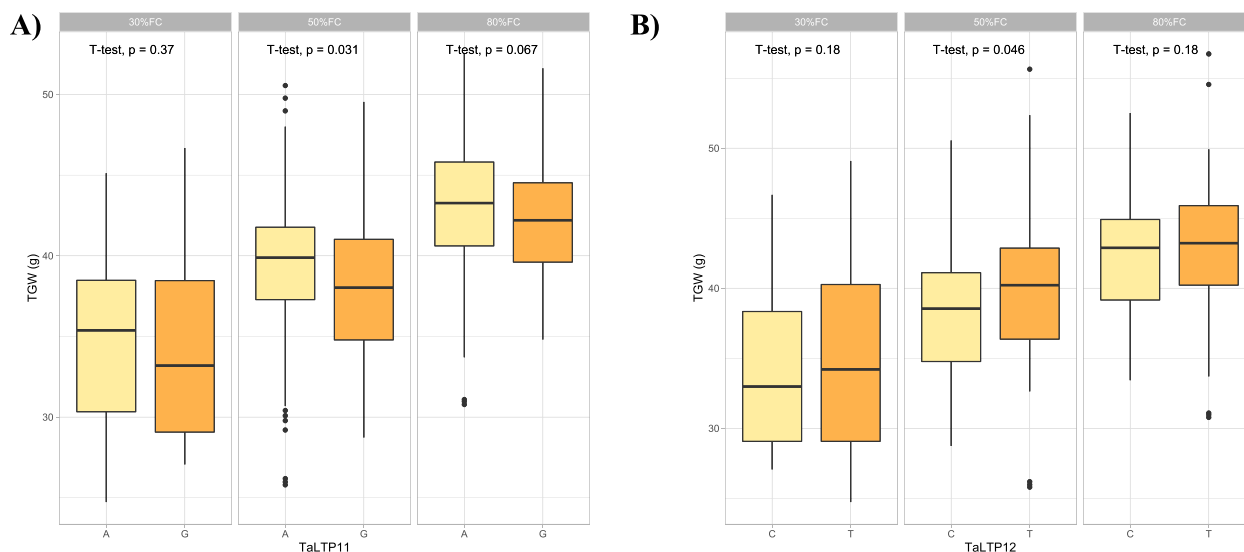 A)
30%FC 50%FC 80%FC
T-test, p = 0.37 T-test, p = 0.031 T-test, p = 0.067
50
40
30
TGW (g)
A G A G A G
TaLTP11
B)
30%FC 50%FC 80%FC
T-test, p = 0.18 T-test, p = 0.046 T-test, p = 0.18
50
40
30
TGW (g)
C T C T C T
TaLTP12